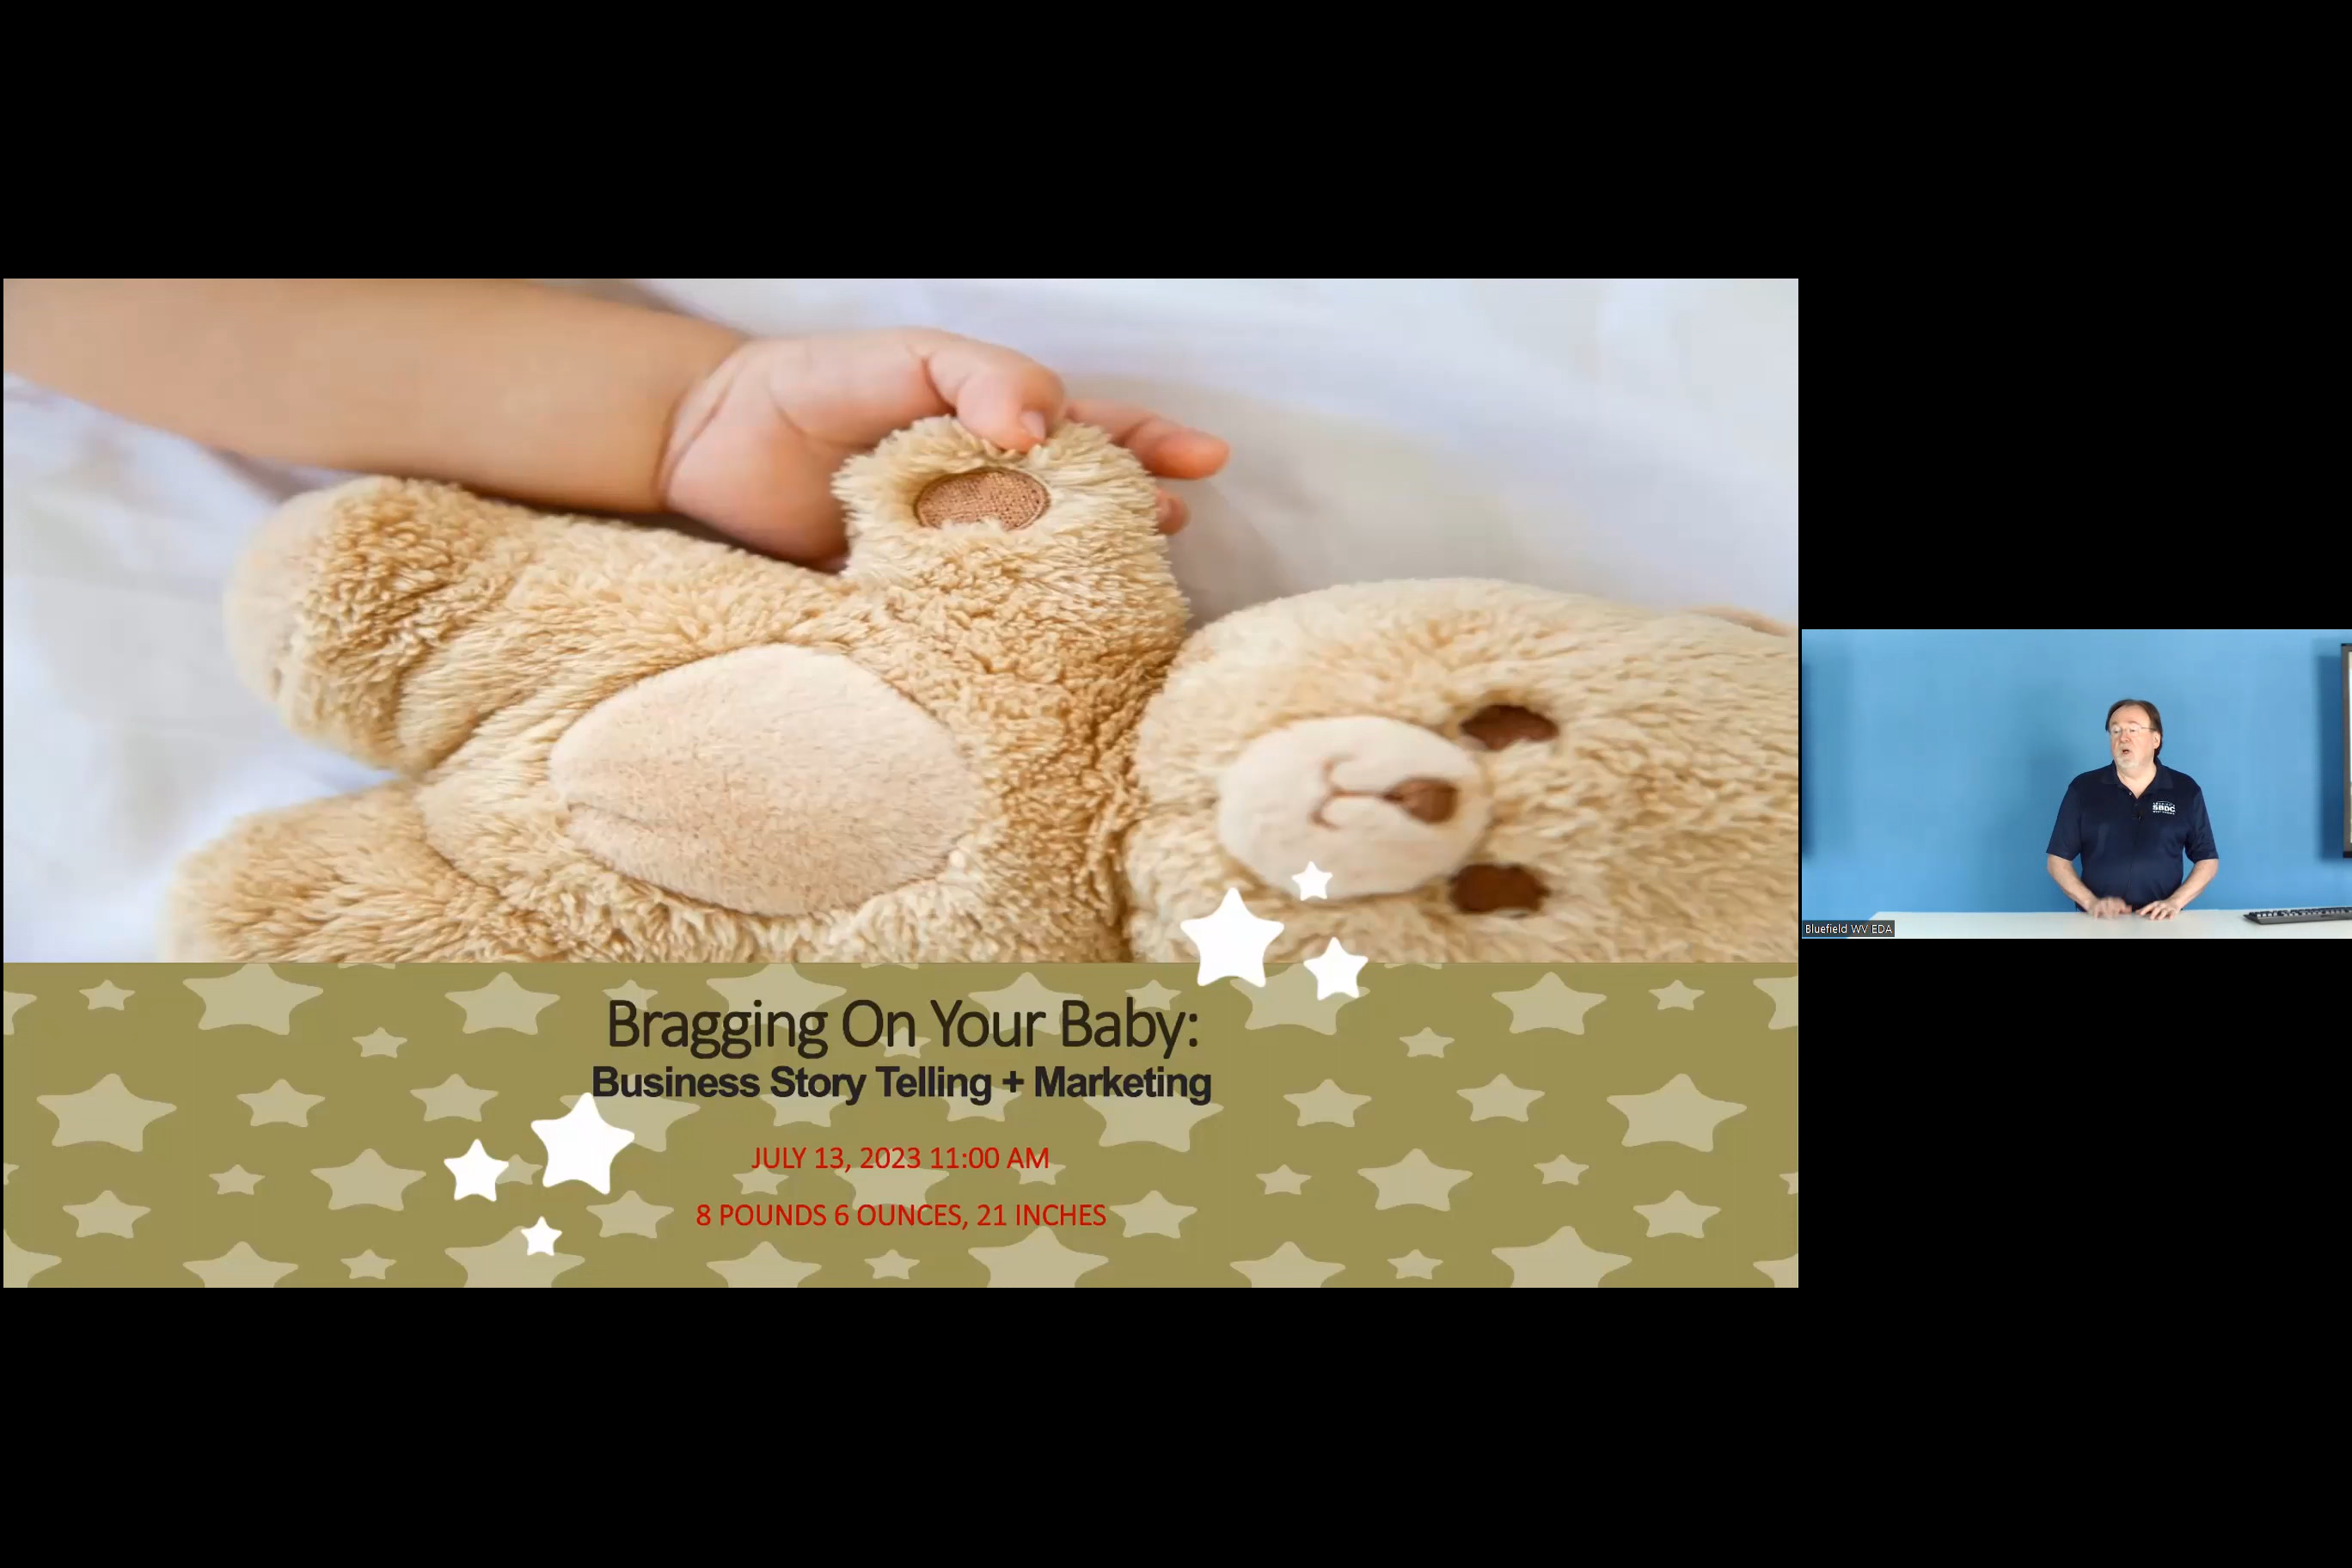 Bragging On Your Baby:
Business Story Telling + Marketing
JULY 13, 2023 11:00 AM
8 POUNDS 6 OUNCES, 21 INCHES
SBDC
Bluefield WV EDA